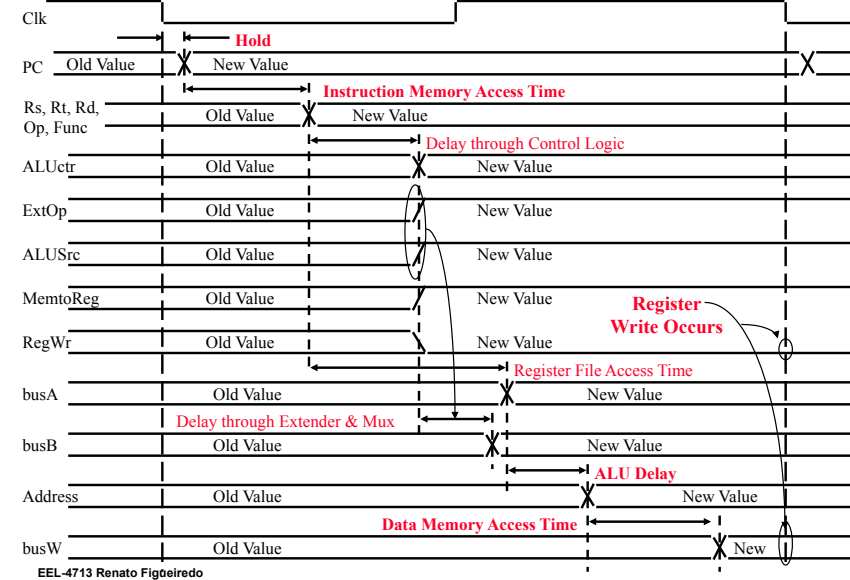 Clk
Hold
PC Old Value New Value
Instruction Memory Access Time
Rs, Rt, Rd,
Op, Func
Old Value New Value
Delay through Control Logic
ALUctr Old Value New Value
ExtOp Old Value New Value
ALUSrc Old Value New Value
MemtoReg Old Value New Value
Register
Write Occurs
RegWr Old Value New Value
Register File Access Time
busA Old Value New Value
Delay through Extender & Mux
busB Old Value New Value
ALU Delay
Address Old Value New Value
Data Memory Access Time
busW Old Value New
EEL-4713 Renato Figueiredo